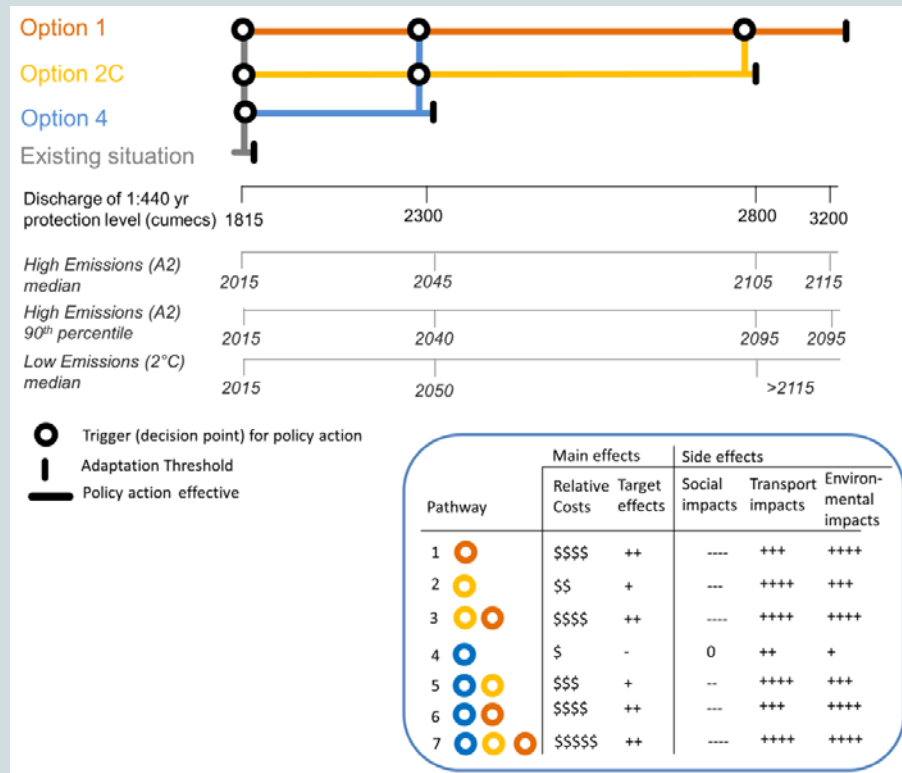 Option 1
Option 2C
Option 4
Existing situation
Discharge of 1:440 yr
protection level (cumecs) 1815 2300 2800 3200
High Emissions (A2)
median
2015 2045 2105 2115
High Emissions (A2)
90th percentile
2015 2040 2095 2095
Low Emissions (2°C)
median
2015 2050 >2115
Trigger (decision point) for policy action
Adaptation Threshold
Policy action effective
Main effects Side effects
Pathway Relative Costs Target effects Social impacts Transport impacts Environ-mental impacts
1 $$$$ ++ ---- +++ ++++
2 $$ + --- ++++ +++
3 $$$$ ++ ---- ++++ ++++
4 $ - 0 ++ +
5 $$$ + -- ++++ +++
6 $$$$ ++ --- +++ ++++
7 $$$$$ ++ ---- ++++ ++++